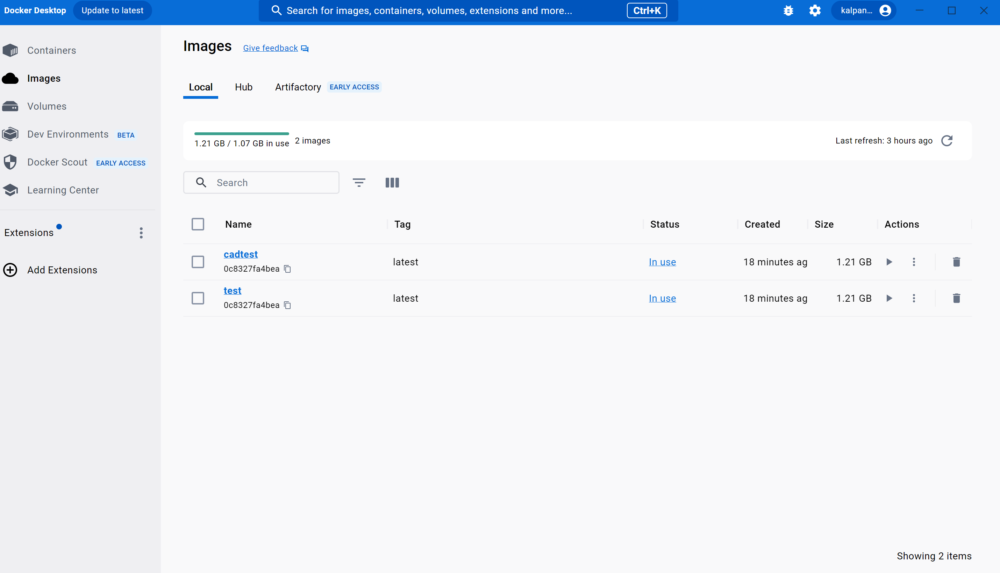 Docker Desktop Update to latest Search for images, containers, volumes, extensions and more... Ctrl+K kalpan...
Containers
Images
Volumes
Dev Environments BETA
Docker Scout EARLY ACCESS
Learning Center
Extensions
Add Extensions
Images Give feedback
Local Hub Artifactory EARLY ACCESS
1.21 GB / 1.07 GB in use 2 images Last refresh: 3 hours ago
Search
Name Tag Status Created Size Actions
cadtest
0c8327fa4bea latest In use 18 minutes ag 1.21 GB
test
0c8327fa4bea latest In use 18 minutes ag 1.21 GB
Showing 2 items